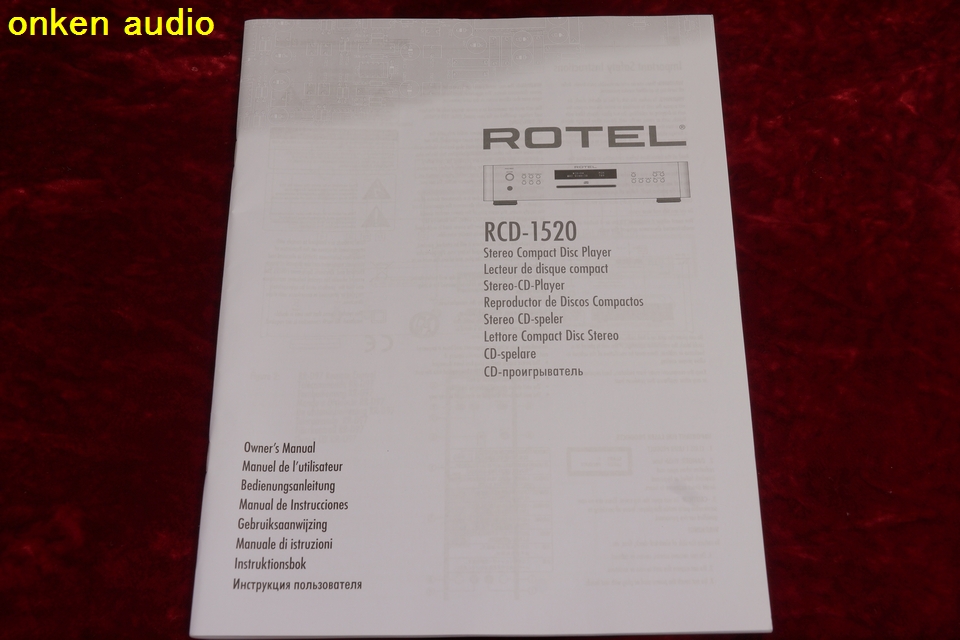 onken audio
ROTEL®
ROTEL
RCD-1520
Stereo Compact Disc Player
Lecteur de disque compact
Stereo-CD-Player
Reproductor de Discos Compactos
Stereo CD-speler
Lettore Compact Disc Stereo
CD-spelare
CD-проигрыватель
Owner's Manual
Manuel de l'utilisateur
Bedienungsanleitung
Manual de Instrucciones
Gebruiksaanwijzing
Manuale di istruzioni
Instruktionsbok
Инструкция пользователя